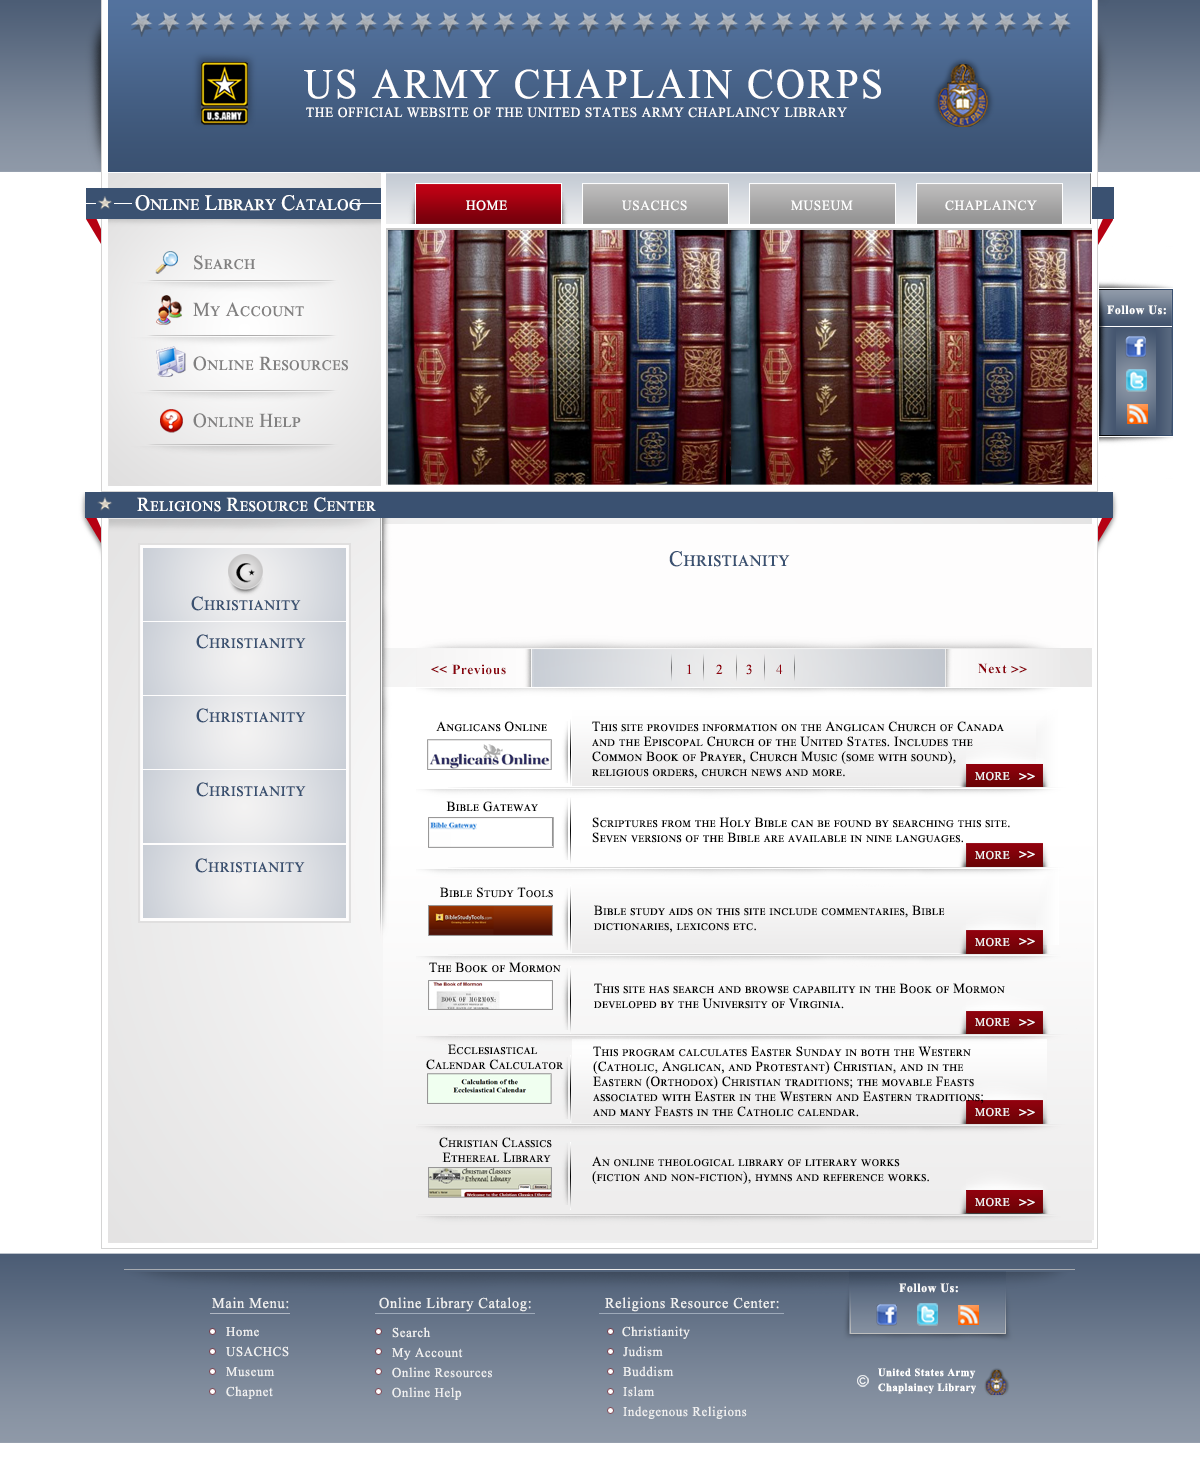 US ARMY CHAPLAIN CORPS
THE OFFICIAL WEBSITE OF THE UNITED STATES ARMY CHAPLAINCY LIBRARY
U.S.ARMY
PRO DEO ET PATRIA
Online Library Catalog
HOME
USACHCS
MUSEUM
CHAPLAINCY
Search
My Account
Online Resources
Online Help
Follow Us:
Religions Resource Center
Christianity
Christianity
Christianity
Christianity
Christianity
Christianity
<< Previous
1
2
3
4
Next >>
Anglicans Online
Anglicans Online
This site provides information on the Anglican Church of Canada
and the Episcopal Church of the United States. Includes the
Common Book of Prayer, Church Music (some with sound),
religious orders, church news and more.
MORE >>
Bible Gateway
Bible Gateway
Scriptures from the Holy Bible can be found by searching this site.
Seven versions of the Bible are available in nine languages.
MORE >>
Bible Study Tools
BibleStudyTools.com
Bible study aids on this site include commentaries, Bible
dictionaries, lexicons etc.
MORE >>
The Book of Mormon
The Book of Mormon
BOOK OF MORMON:
This site has search and browse capability in the Book of Mormon
developed by the University of Virginia.
MORE >>
Ecclesiastical
Calendar Calculator
Calculation of the
Ecclesiastical Calendar
This program calculates Easter Sunday in both the Western
(Catholic, Anglican, and Protestant) Christian, and in the
Eastern (Orthodox) Christian traditions; the movable Feasts
associated with Easter in the Western and Eastern traditions;
and many Feasts in the Catholic calendar.
MORE >>
Christian Classics
Ethereal Library
Christian Classics
Ethereal Library
Welcome to the Christian Classics Ethereal
An online theological library of literary works
(fiction and non-fiction), hymns and reference works.
MORE >>
Main Menu:
Home
USACHCS
Museum
Chapnet
Online Library Catalog:
Search
My Account
Online Resources
Online Help
Religions Resource Center:
Christianity
Judism
Buddism
Islam
Indegenous Religions
Follow Us:
© United States Army
Chaplaincy Library